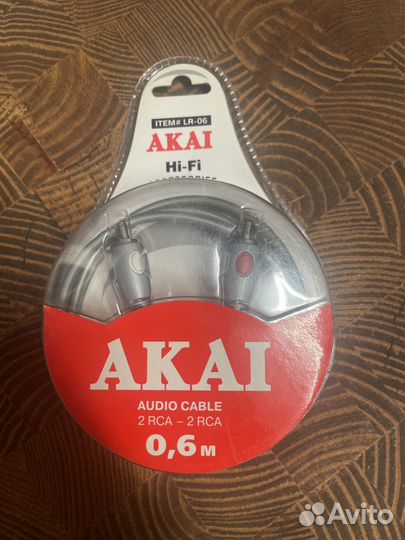 ITEM# LR-06
AKAI
Hi-Fi
AKAI
AUDIO CABLE
2 RCA – 2 RCA
0,6 м
Avito